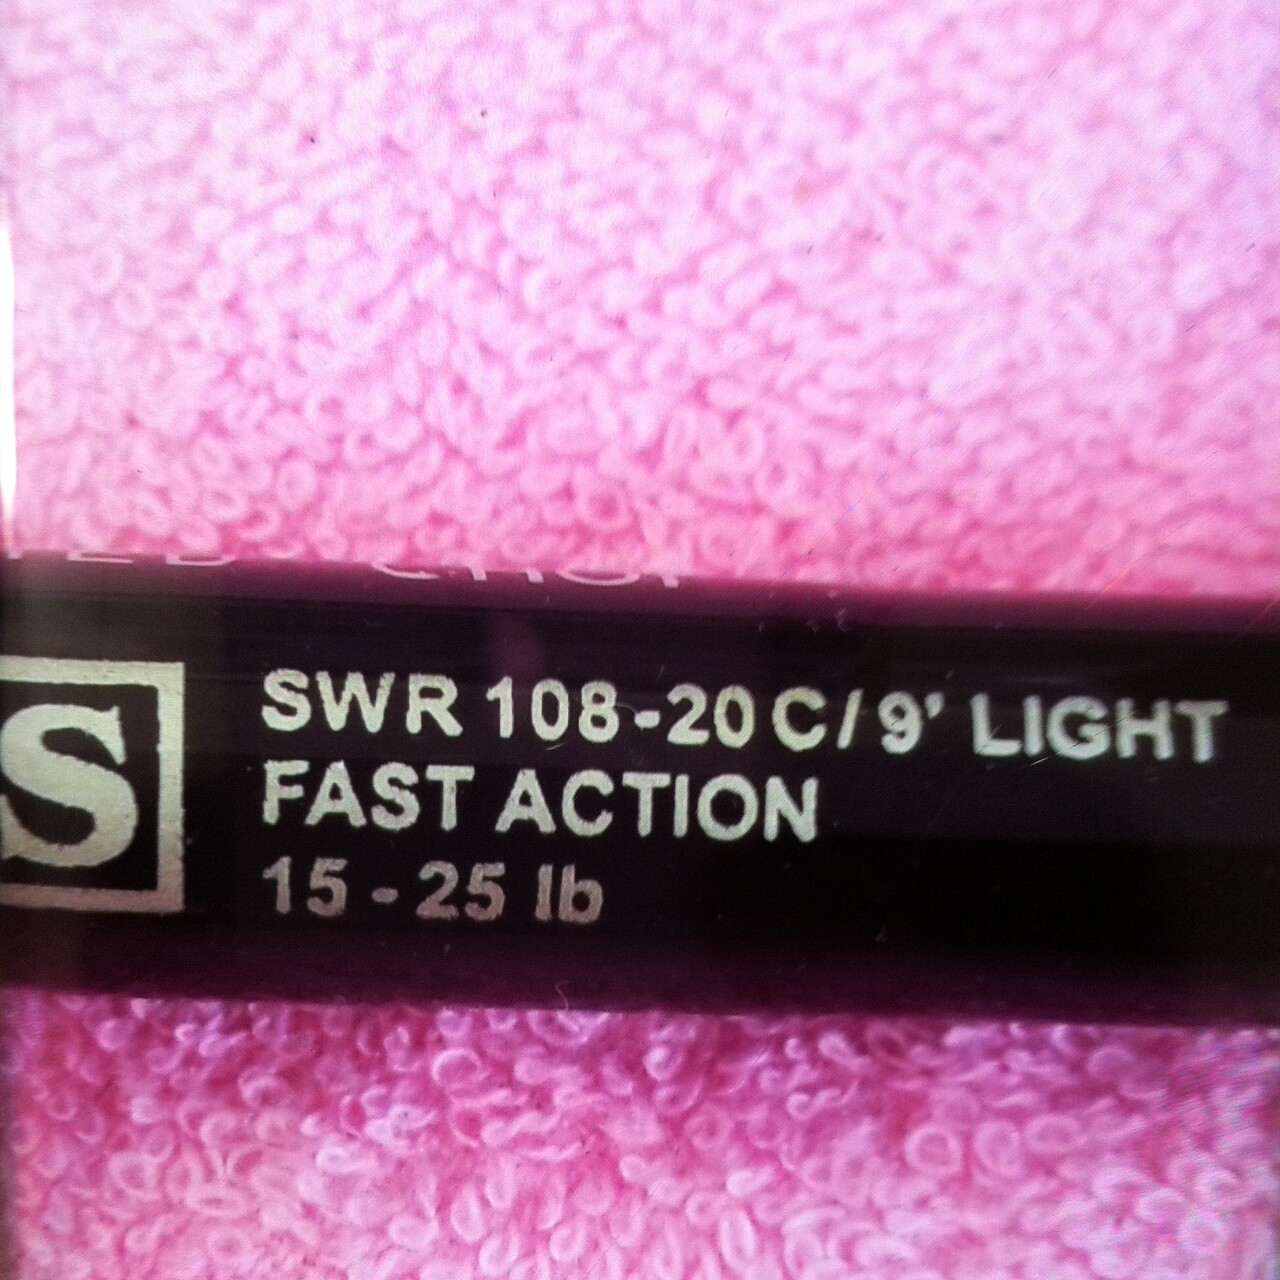 S
SWR 108-20 C/ 9' LIGHT
FAST ACTION
15 - 25 lb